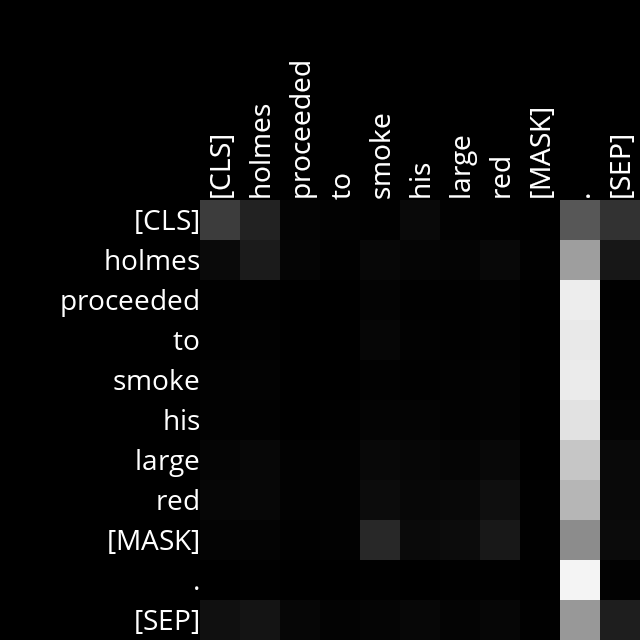 [CLS] holmes proceeded to smoke his large red [MASK] . [SEP]
[CLS]
holmes
proceeded
to
smoke
his
large
red
[MASK]
.
[SEP]